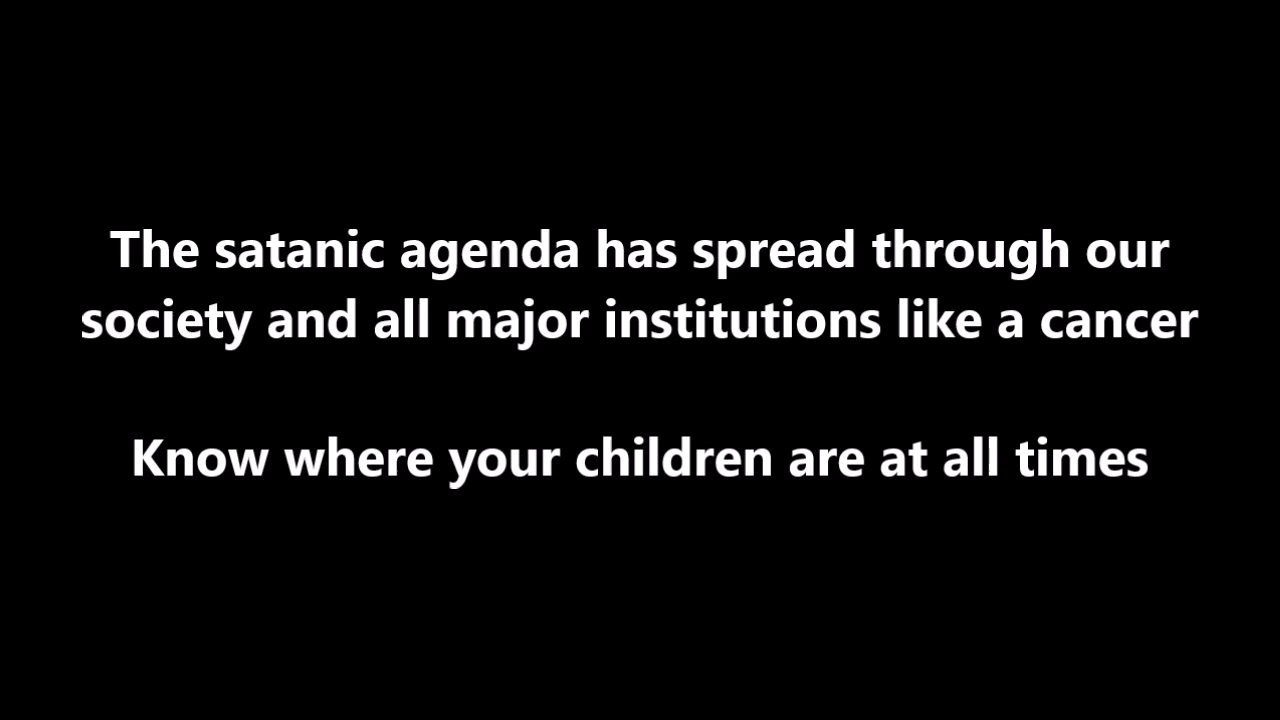 The satanic agenda has spread through our
society and all major institutions like a cancer
Know where your children are at all times